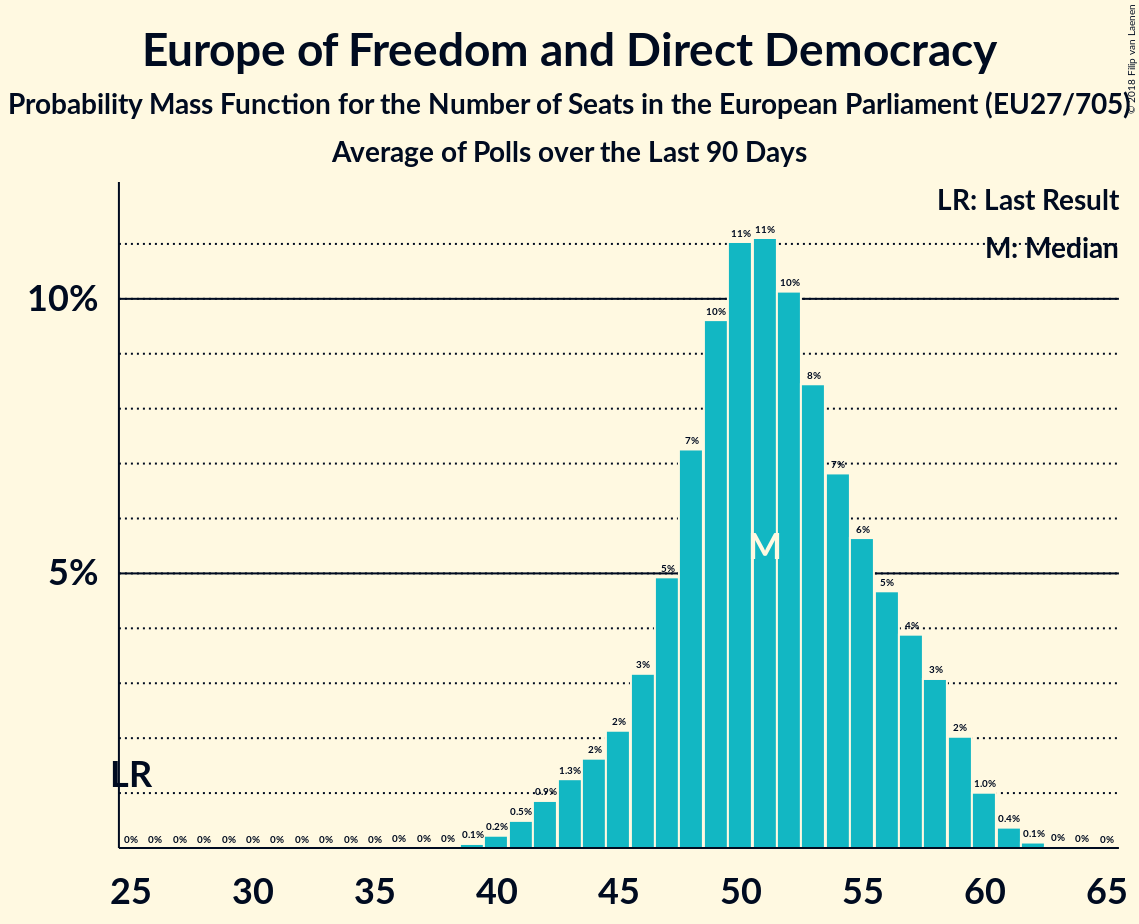 Europe of Freedom and Direct Democracy
Probability Mass Function for the Number of Seats in the European Parliament (EU27/705)
Average of Polls over the Last 90 Days
© 2018 Filip van Laenen
LR: Last Result
M: Median
10%
5%
LR
M
0% 0% 0% 0% 0% 0% 0% 0% 0% 0% 0% 0% 0% 0% 0.1% 0.2% 0.5% 0.9% 1.3% 2% 2% 3% 5% 7% 10% 11% 11% 10% 8% 7% 6% 5% 4% 3% 2% 1.0% 0.4% 0.1% 0% 0% 0%
25 30 35 40 45 50 55 60 65